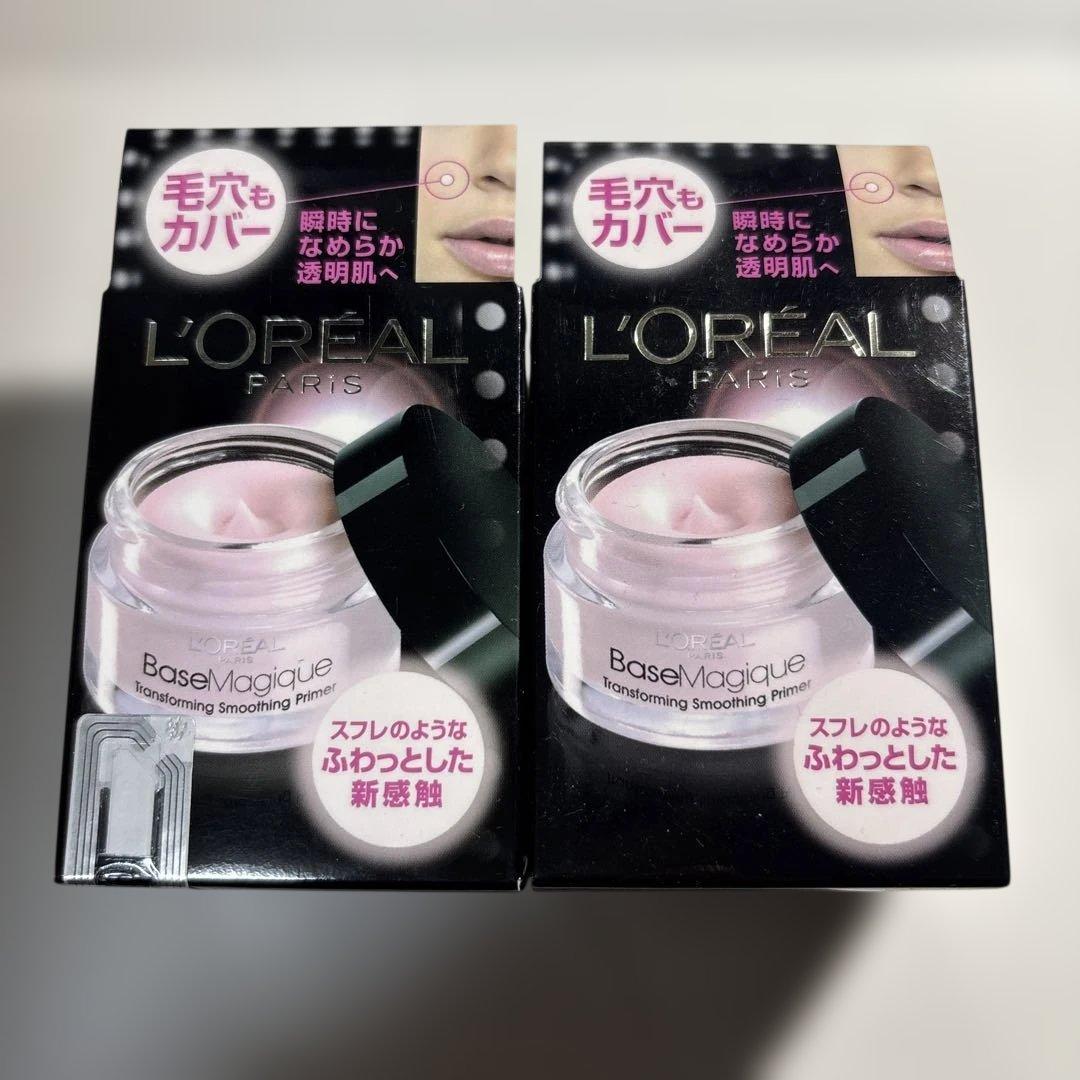 毛穴も
カバー
瞬時に
なめらか
透明肌へ
L'ORÉAL
PARIS
L'ORÉAL
PARIS
BaseMagique
Transforming Smoothing Primer
スフレのような
ふわっとした
新感触
毛穴も
カバー
瞬時に
なめらか
透明肌へ
L'ORÉAL
PARIS
L'ORÉAL
PARIS
BaseMagique
Transforming Smoothing Primer
スフレのような
ふわっとした
新感触